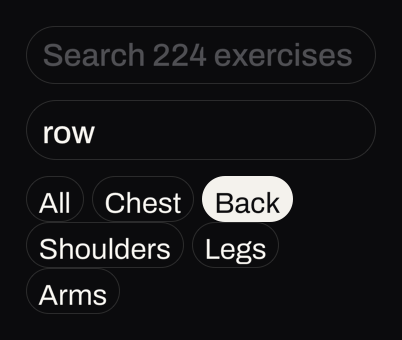 Search 224 exercises
row
All Chest Back
Shoulders Legs
Arms